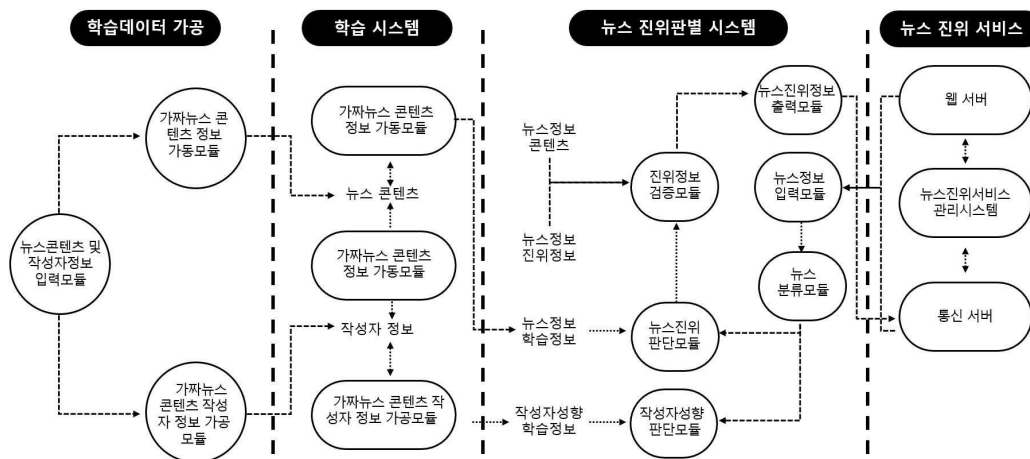 학습데이터 가공
학습 시스템
뉴스 진위판별 시스템
뉴스 진위 서비스
뉴스콘텐츠 및
작성자정보
입력모듈
가짜뉴스 콘
텐츠 정보
가동모듈
가짜뉴스
콘텐츠 작성
자 정보 가공
모듈
가짜뉴스 콘텐츠
정보 가동모듈
뉴스 콘텐츠
가짜뉴스 콘텐츠
정보 가동모듈
작성자 정보
가짜뉴스 콘텐츠 작
성자 정보 가공모듈
뉴스정보
콘텐츠
뉴스정보
진위정보
뉴스정보
학습정보
작성자성향
학습정보
진위정보
검증모듈
뉴스진위
판단모듈
작성자성향
판단모듈
뉴스진위정보
출력모듈
뉴스정보
입력모듈
뉴스
분류모듈
웹 서버
뉴스진위서비스
관리시스템
통신 서버